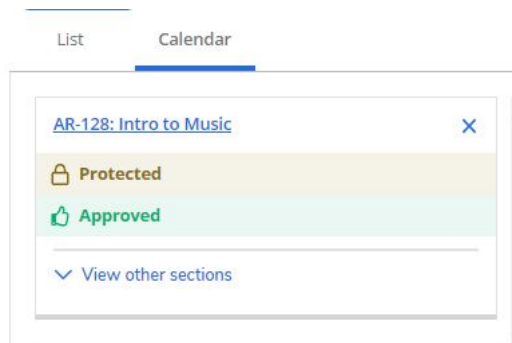 List Calendar
AR-128: Intro to Music
Protected
Approved
View other sections